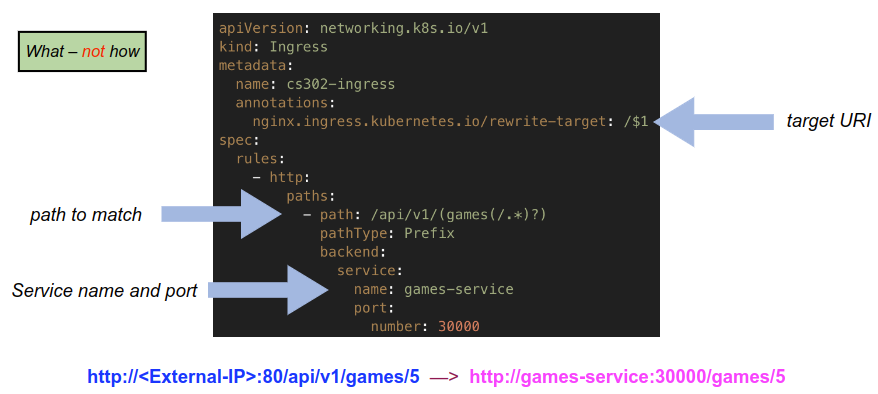 What – not how
apiVersion: networking.k8s.io/v1
kind: Ingress
metadata:
  name: cs302-ingress
  annotations:
    nginx.ingress.kubernetes.io/rewrite-target: /$1
target URI
spec:
  rules:
    - http:
        paths:
path to match
          - path: /api/v1/(games(/.*)?)
            pathType: Prefix
            backend:
              service:
Service name and port
                name: games-service
                port:
                  number: 30000
http://<External-IP>:80/api/v1/games/5 —> http://games-service:30000/games/5